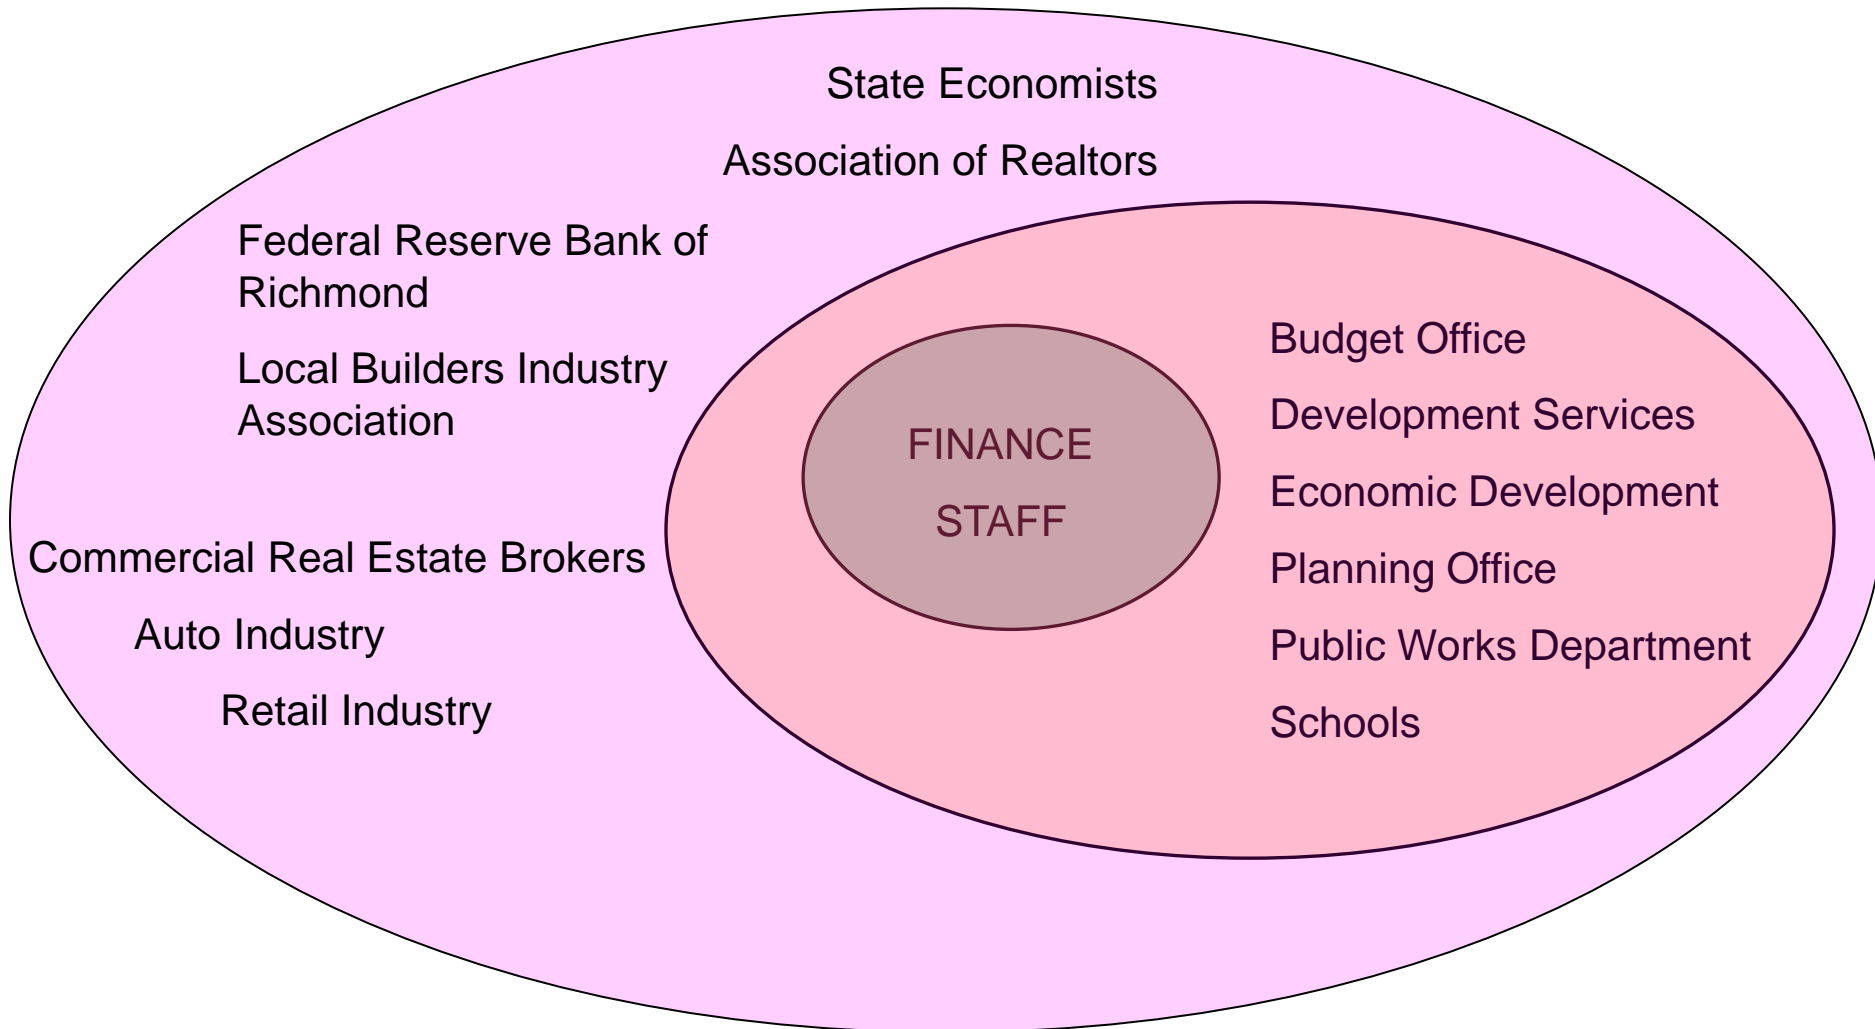 State Economists
Association of Realtors
Federal Reserve Bank of
Richmond
Local Builders Industry
Association
Commercial Real Estate Brokers
Auto Industry
Retail Industry
FINANCE
STAFF
Budget Office
Development Services
Economic Development
Planning Office
Public Works Department
Schools